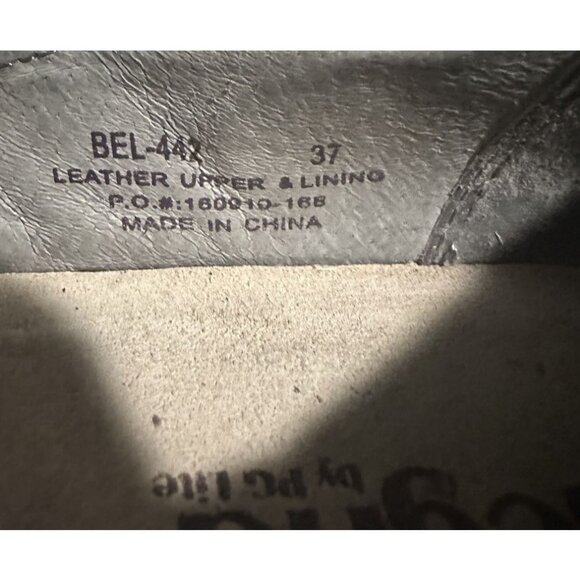 BEL-442 37
LEATHER UPPER & LINING
P.O.#:160910-16B
MADE IN CHINA
by PG Lite